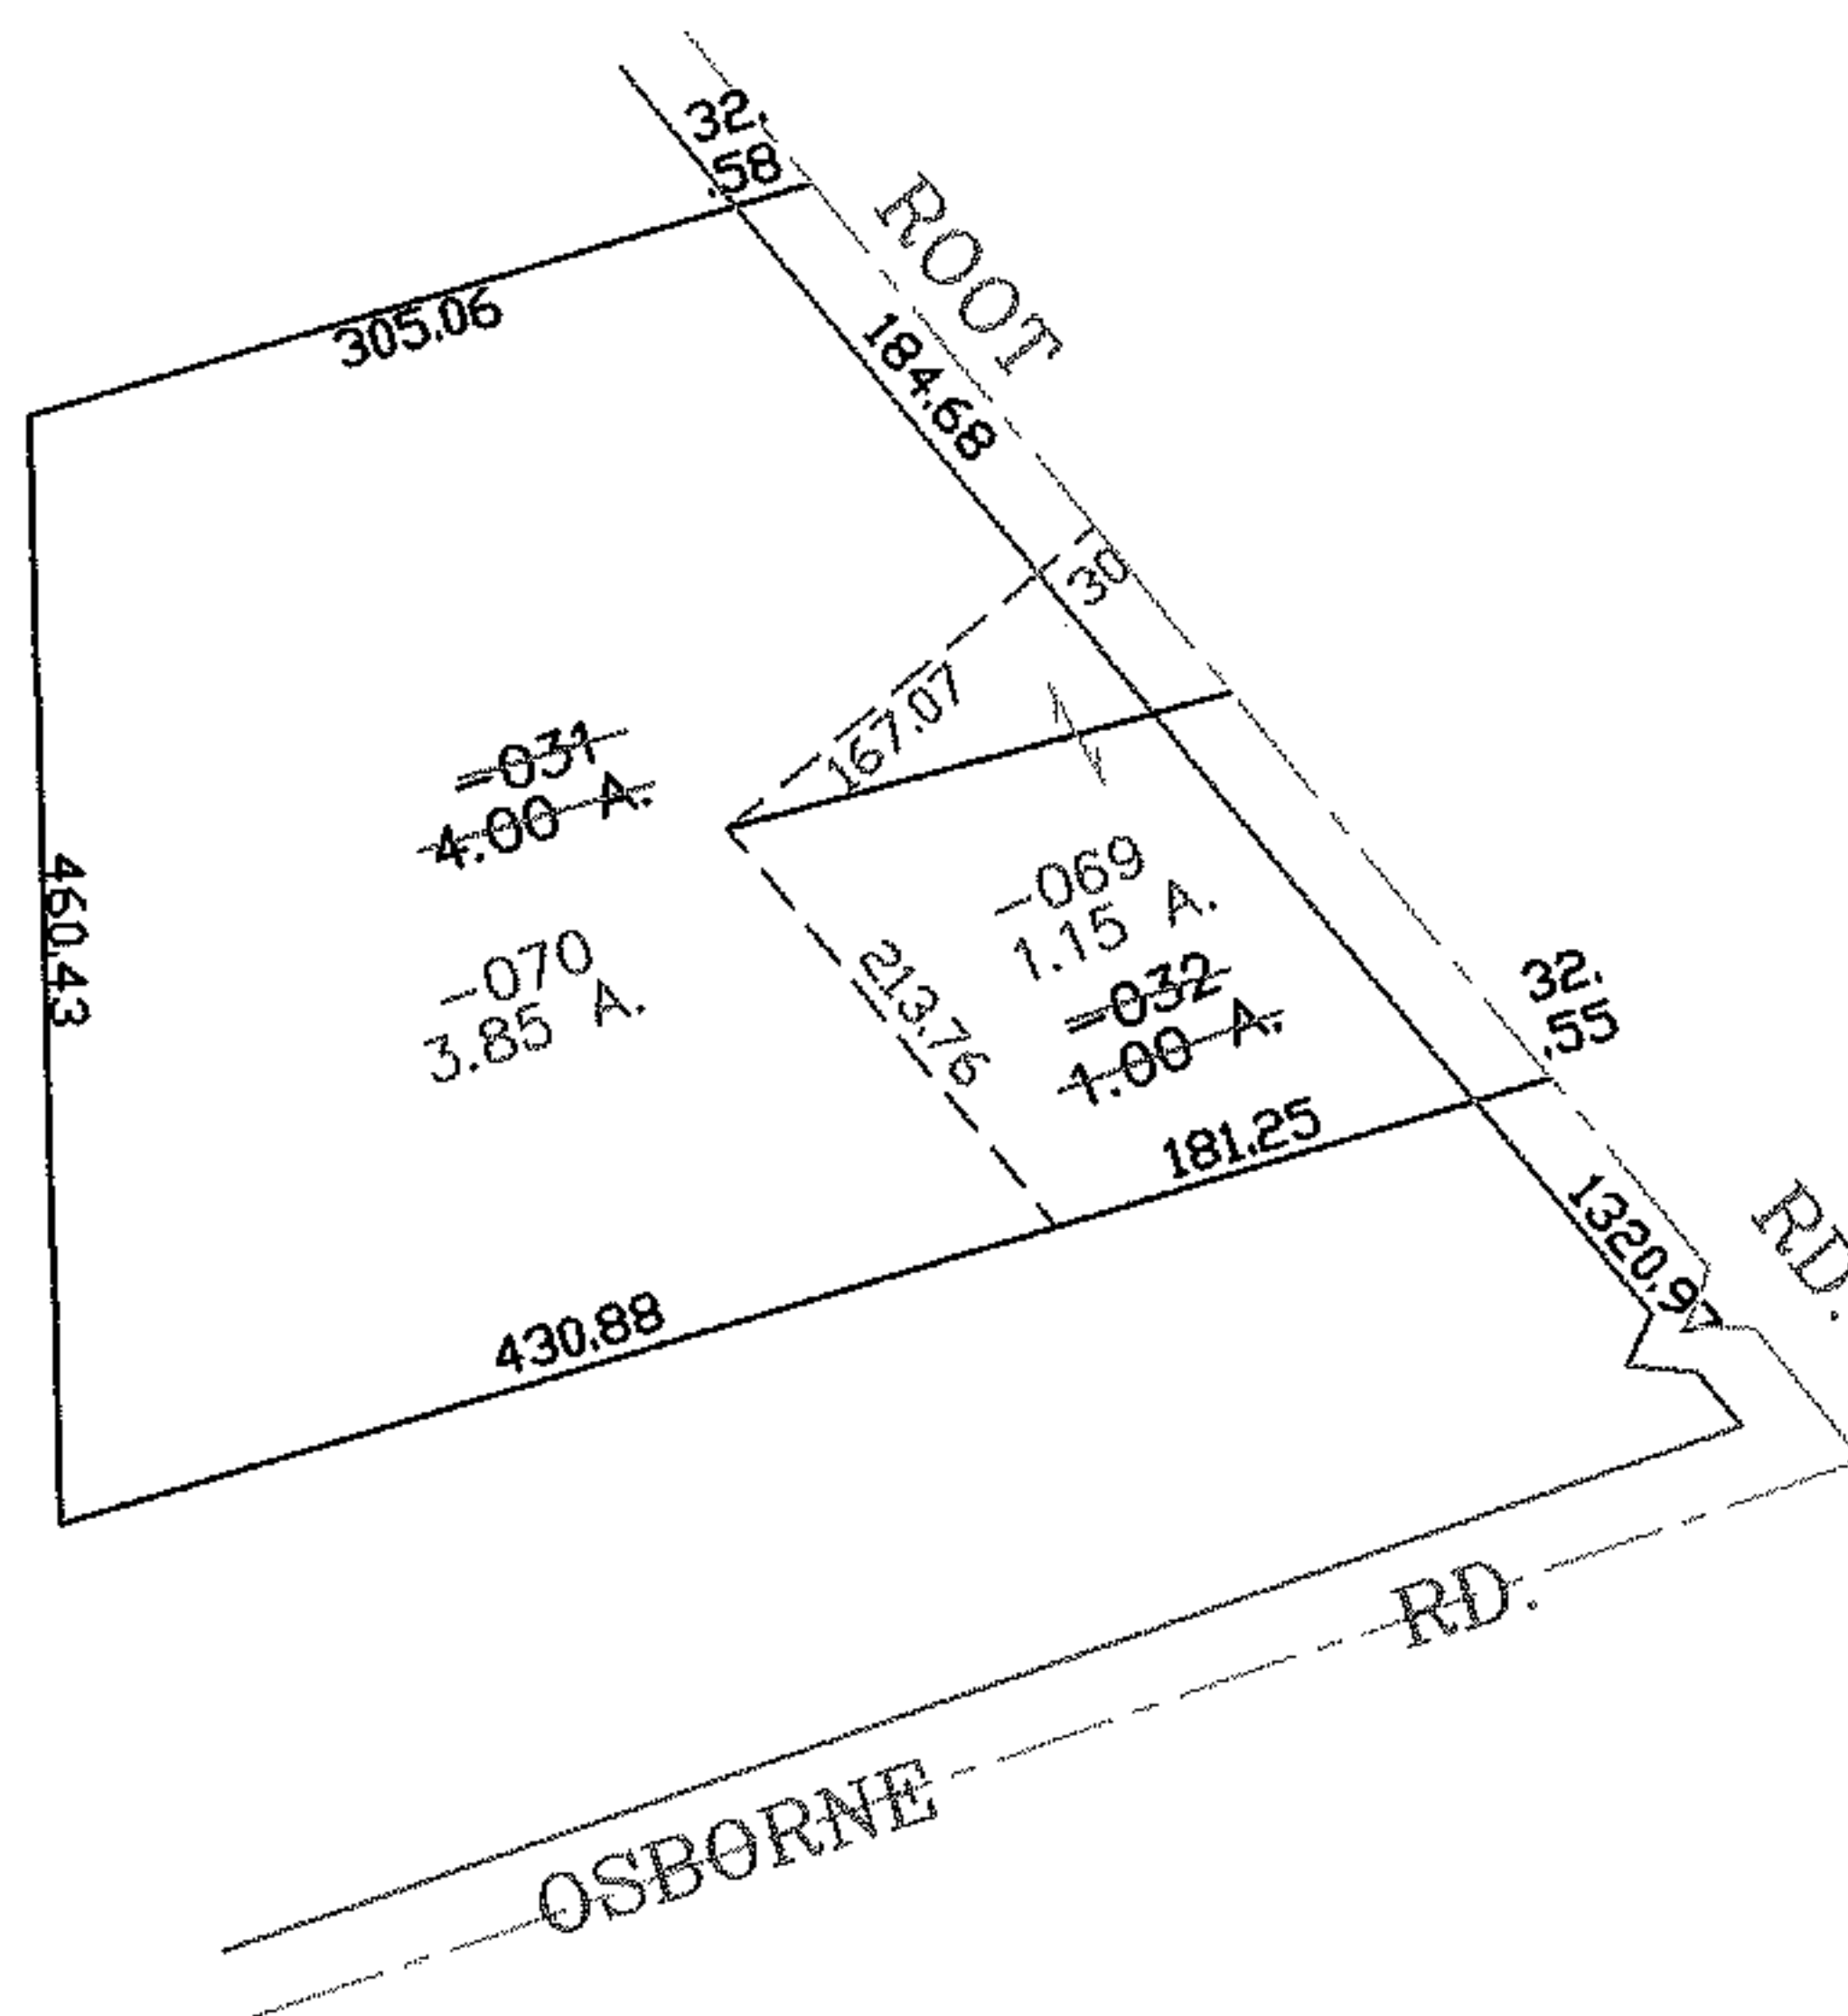 32.
.58
ROOT
305.06
184.68
30
167.07
-031
4.00 A.
-069
1.15 A.
460.43
-070
3.85 A.
213.76
-032
1.00 A.
32.
.55
181.25
1320.97
RD.
430.88
OSBORNE RD.